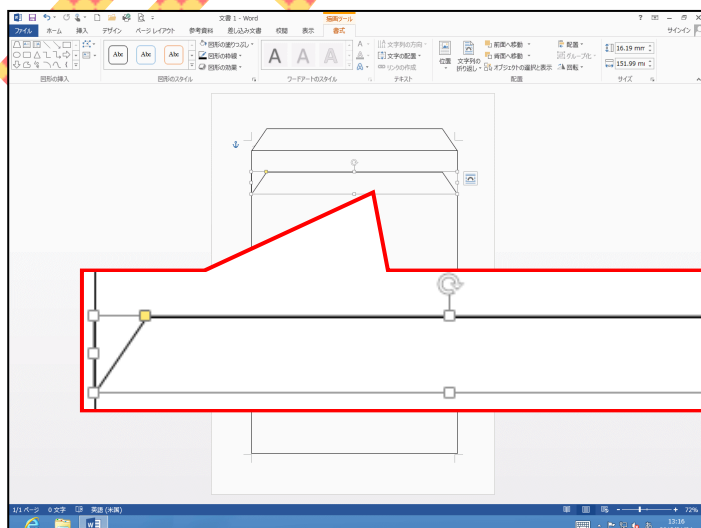 文書 1 - Word
描画ツール
ファイル ホーム 挿入 デザイン ページ レイアウト 参考資料 差し込み文書 校閲 表示 書式
サインイン
Abc Abc Abc
図形の塗りつぶし
図形の枠線
図形の効果
A A A
A
A
文字列の方向
文字の配置
リンクの作成
位置 文字列の折り返し
前面へ移動
背面へ移動
オブジェクトの選択と表示
配置
グループ化
回転
16.19 mm
151.99 mm
図形の挿入 図形のスタイル ワードアートのスタイル テキスト 配置 サイズ
1/1 ページ 0 文字 英語 (米国)
72%
13:16